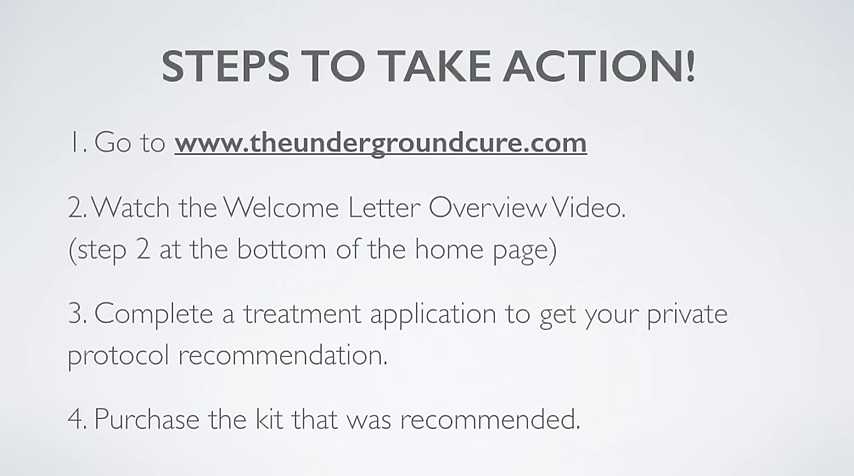 STEPS TO TAKE ACTION!
1. Go to www.theundergroundcure.com
2. Watch the Welcome Letter Overview Video.
(step 2 at the bottom of the home page)
3. Complete a treatment application to get your private
protocol recommendation.
4. Purchase the kit that was recommended.